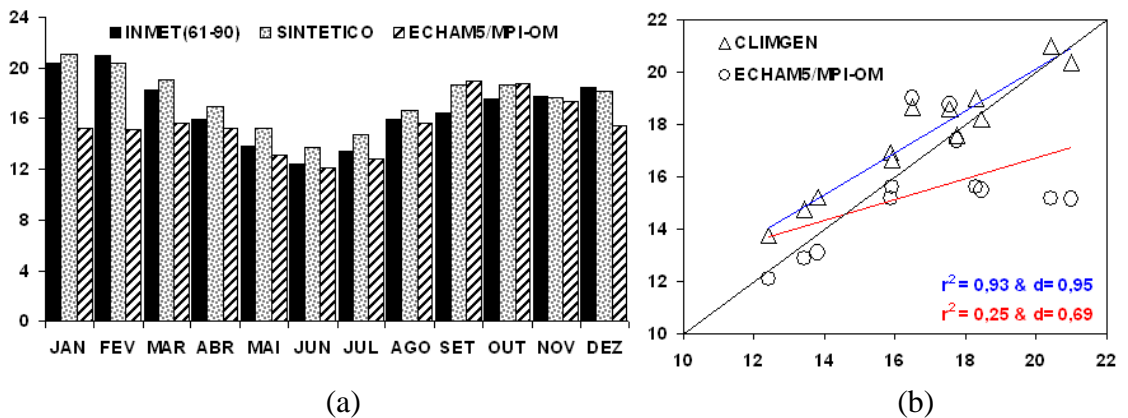 INMET(61-90) SINTETICO ECHAM5/MPI-OM
24
20
16
12
8
4
0
JAN FEV MAR ABR MAI JUN JUL AGO SET OUT NOV DEZ
(a)
CLIMGEN
ECHAM5/MPI-OM
22
20
18
16
14
12
10
r² = 0,93 & d= 0,95
r² = 0,25 & d= 0,69
10 12 14 16 18 20 22
(b)